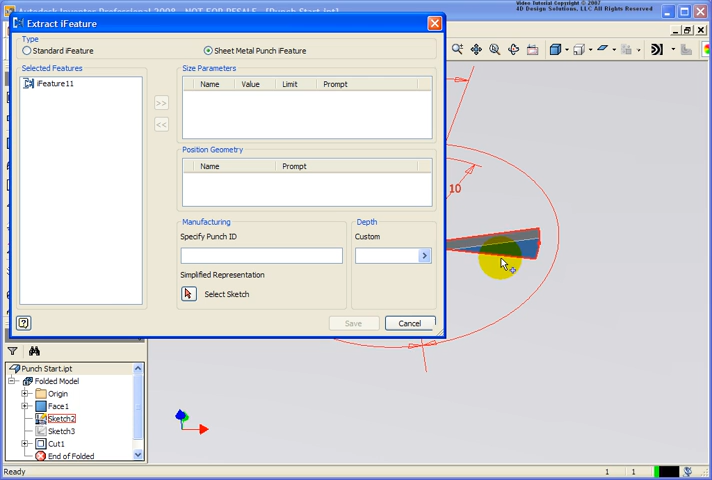 Video Tutorial Copyright © 2007
4D Design Solutions, LLC All Rights Reserved
Extract iFeature
Type
Standard iFeature
Sheet Metal Punch iFeature
Selected Features
iFeature11
>>
<<
Size Parameters
Name Value Limit Prompt
Position Geometry
Name Prompt
Manufacturing
Specify Punch ID
Simplified Representation
Select Sketch
Depth
Custom
Save Cancel
10
Punch Start.ipt
Folded Model
Origin
Face1
Sketch2
Sketch3
Cut1
End of Folded
Ready
1 1